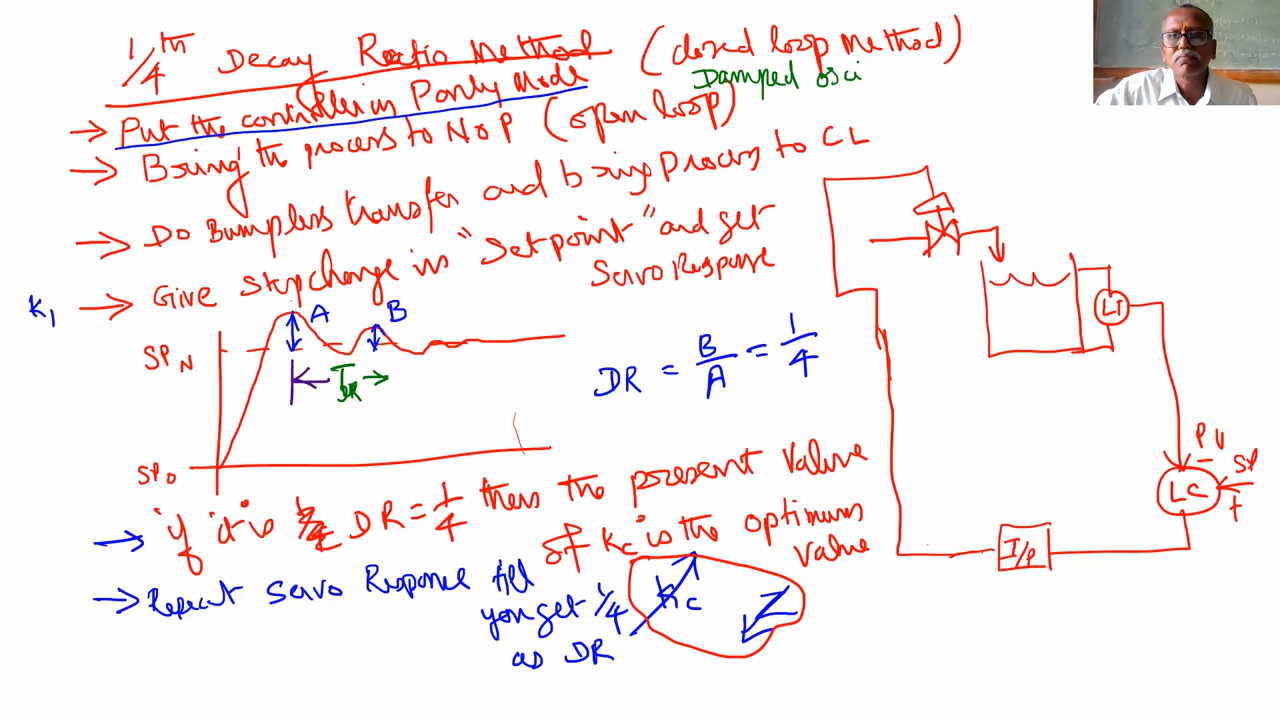 1/4th Decay Ratio Method (closed loop method)
Damped osci
→ Put the controller in P only Mode
→ Bring the process to NOP (open loop)
→ Do Bumpless transfer and bring Process to CL
→ Give step change in "Set point" and get
Servo Response
K1
A B
SPN
TDR
DR = B/A = 1/4
SPO
→ if it is DR = 1/4 then the present value
of Kc is the optimum
value
→ Repeat Servo Response till
you get 1/4
as DR
Kc
LT
PV
SP
LC
I/P